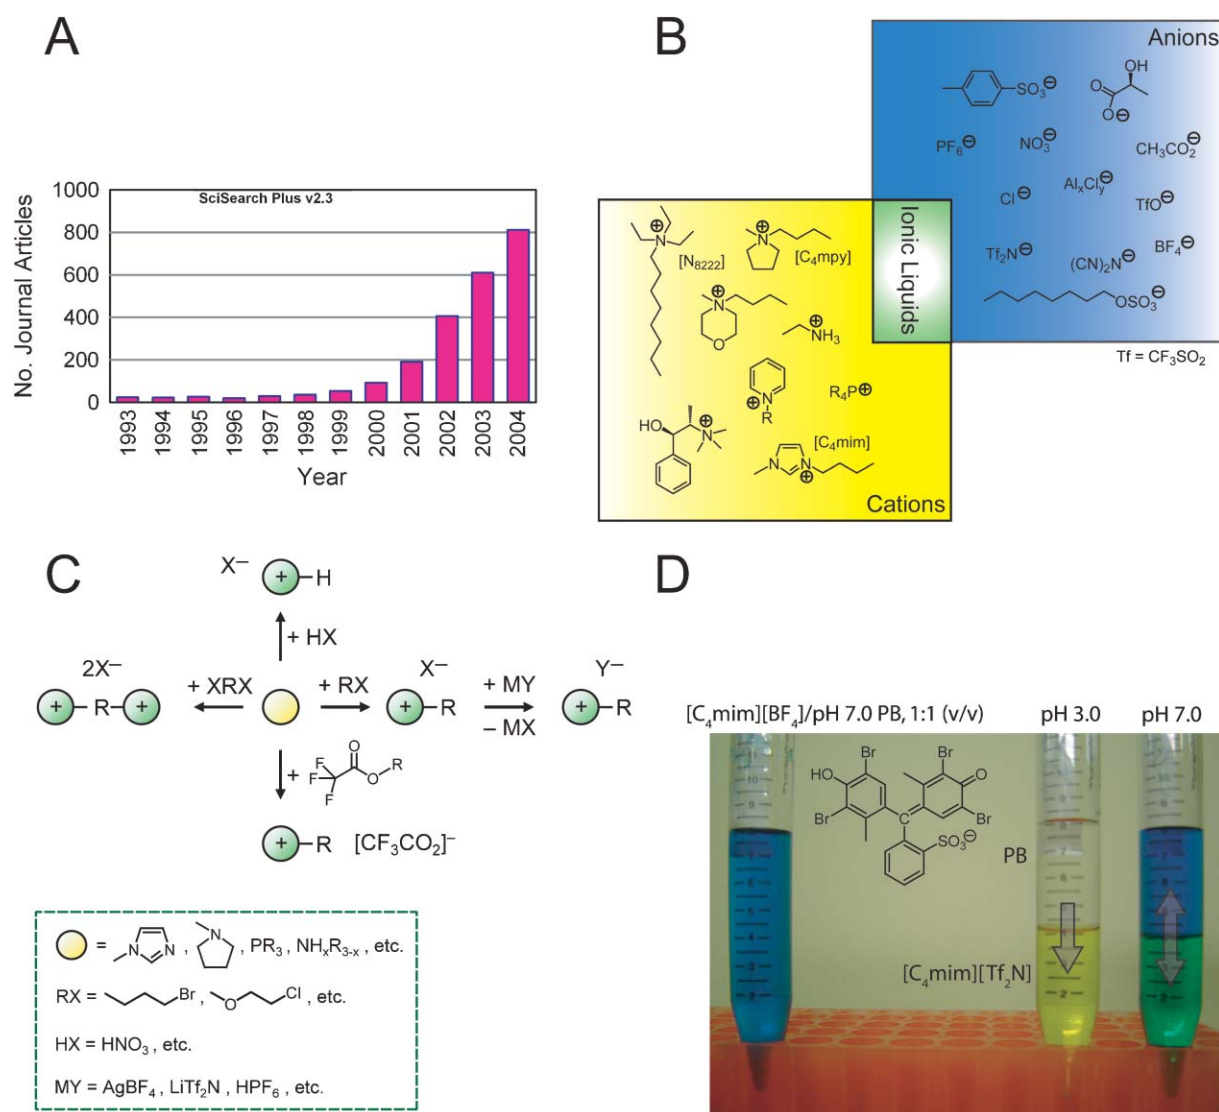 A
SciSearch Plus v2.3
No. Journal Articles
1000
800
600
400
200
0
1993
1994
1995
1996
1997
1998
1999
2000
2001
2002
2003
2004
Year
B
Anions
SO₃⊖
OH
O
O⊖
PF₆⊖
NO₃⊖
CH₃CO₂⊖
AlₓClᵧ⊖
Cl⊖
TfO⊖
Tf₂N⊖
(CN)₂N⊖
BF₄⊖
OSO₃⊖
Tf = CF₃SO₂
Ionic Liquids
N⊕
[N₈₂₂₂]
N⊕
[C₄mpy]
N⊕
O
NH₃⊕
⊕N
R
R₄P⊕
HO
N⊕
[C₄mim]
N
N⊕
Cations
C
X–
+ H
+ HX
2X–
+ R +
+ XRX
+ RX
X–
+ R
+ MY
– MX
Y–
+ R
+
F
F
F
O
O
R
+ R [CF₃CO₂]–
= N N , N , PR₃ , NHₓR₃₋ₓ , etc.
RX = Br , O Cl , etc.
HX = HNO₃ , etc.
MY = AgBF₄ , LiTf₂N , HPF₆ , etc.
D
[C₄mim][BF₄]/pH 7.0 PB, 1:1 (v/v) pH 3.0 pH 7.0
Br Br
HO O
Br C Br
SO₃⊖
PB
[C₄mim][Tf₂N]